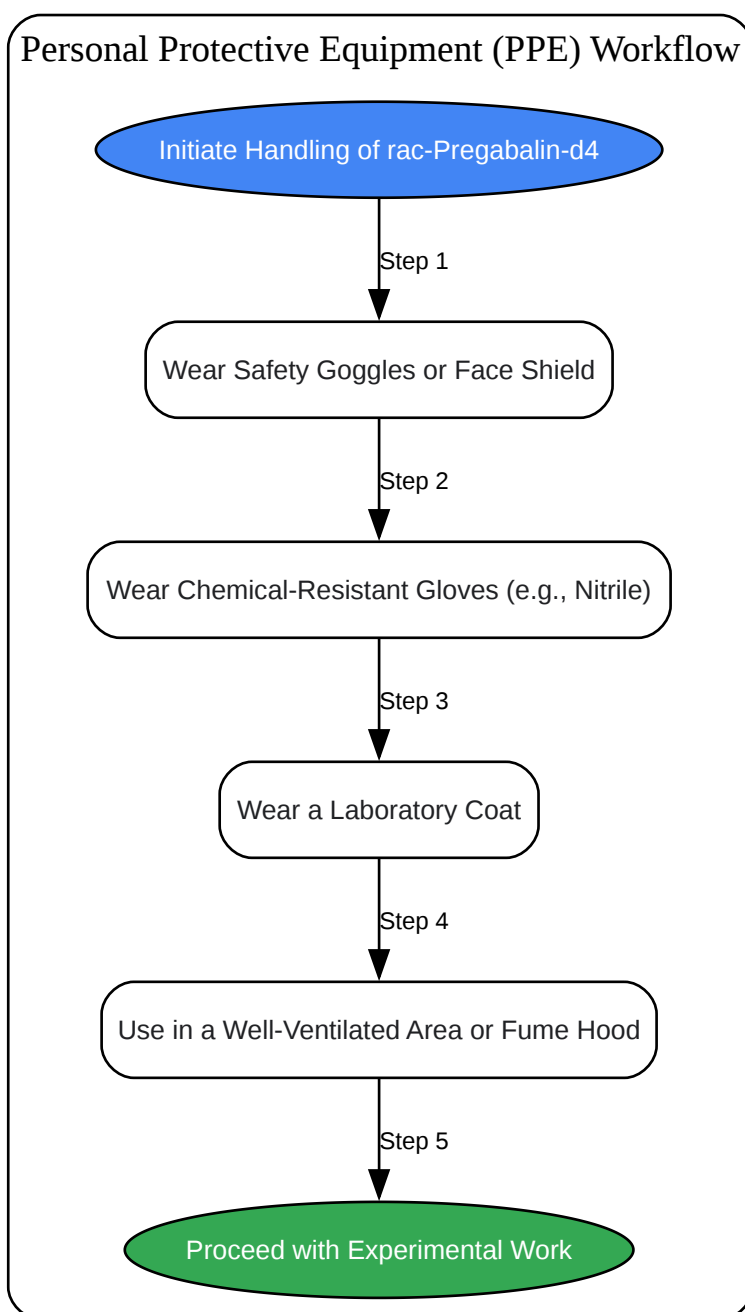 Personal Protective Equipment (PPE) Workflow
Initiate Handling of rac-Pregabalin-d4
Step 1
Wear Safety Goggles or Face Shield
Step 2
Wear Chemical-Resistant Gloves (e.g., Nitrile)
Step 3
Wear a Laboratory Coat
Step 4
Use in a Well-Ventilated Area or Fume Hood
Step 5
Proceed with Experimental Work